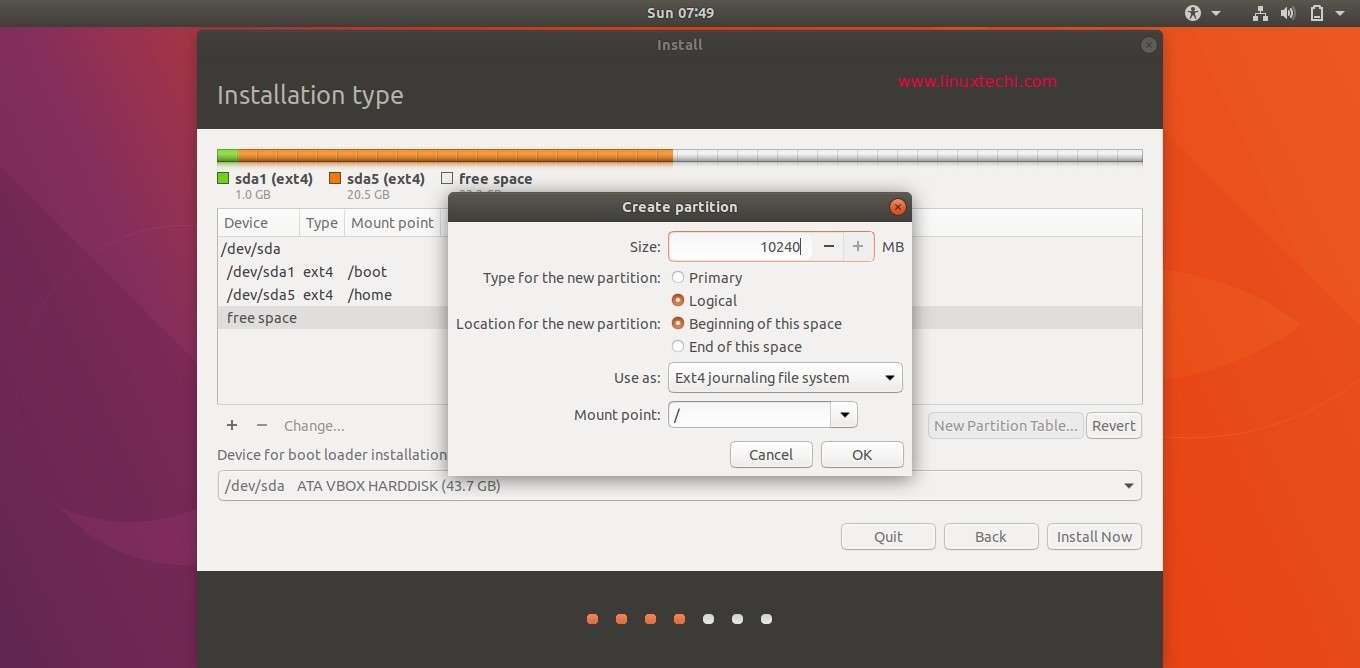 Sun 07:49
Install
www.linuxtechi.com
Installation type
sda1 (ext4) sda5 (ext4) free space
1.0 GB 20.5 GB
Create partition
Device Type Mount point
Size: 10240 − + MB
/dev/sda
/dev/sda1 ext4 /boot
Type for the new partition: Primary
Logical
/dev/sda5 ext4 /home
free space
Location for the new partition: Beginning of this space
End of this space
Use as: Ext4 journaling file system
Mount point: /
+ − Change...
New Partition Table... Revert
Cancel OK
Device for boot loader installation
/dev/sda ATA VBOX HARDDISK (43.7 GB)
Quit Back Install Now